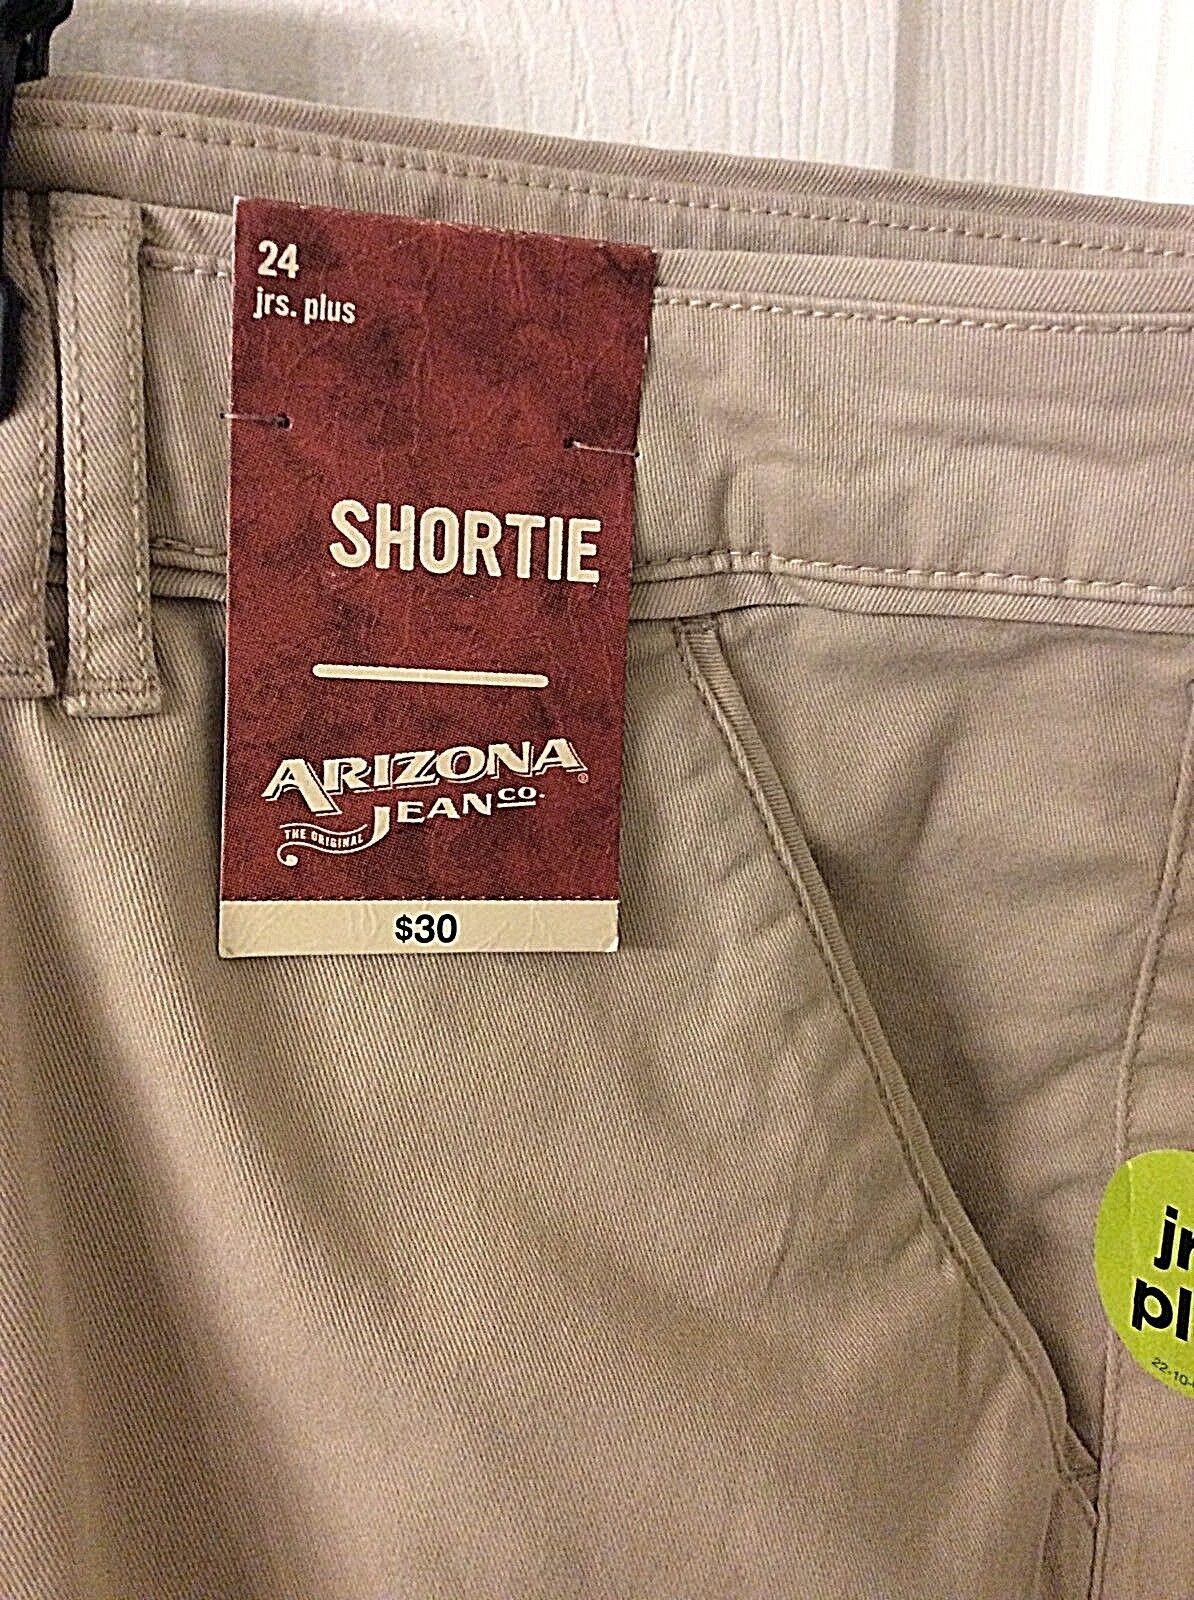 24
jrs. plus
SHORTIE
ARIZONA®
JEAN CO.
THE ORIGINAL
$30